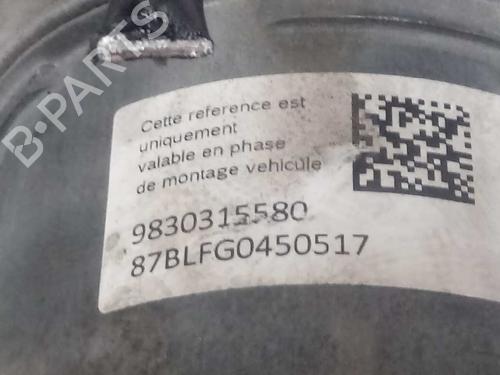 B-PARTS
Cette reference est
uniquement
valable en phase
de montage vehicule
9830315580
87BLFG0450517